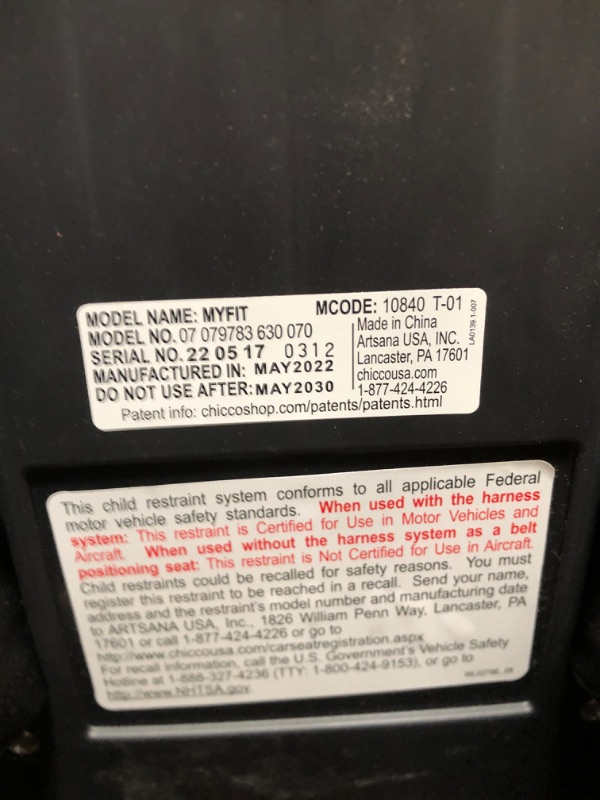 MODEL NAME: MYFIT
MCODE: 10840 T-01
MODEL NO. 07 079783 630 070
SERIAL NO. 22 05 17 0312
MANUFACTURED IN: MAY2022
DO NOT USE AFTER: MAY2030
Made in China
Artsana USA, INC.
Lancaster, PA 17601
chiccousa.com
1-877-424-4226
LA0139.1-007
Patent info: chiccoshop.com/patents/patents.html
This child restraint system conforms to all applicable Federal
motor vehicle safety standards. When used with the harness
system: This restraint is Certified for Use in Motor Vehicles and
Aircraft. When used without the harness system as a belt
positioning seat: This restraint is Not Certified for Use in Aircraft.
Child restraints could be recalled for safety reasons. You must
register this restraint to be reached in a recall. Send your name,
address and the restraint's model number and manufacturing date
to ARTSANA USA, Inc., 1826 William Penn Way, Lancaster, PA
17601 or call 1-877-424-4226 or go to
http://www.chiccousa.com/carseatregistration.aspx
For recall information, call the U.S. Government's Vehicle Safety
Hotline at 1-888-327-4236 (TTY: 1-800-424-9153), or go to
http://www.NHTSA.gov